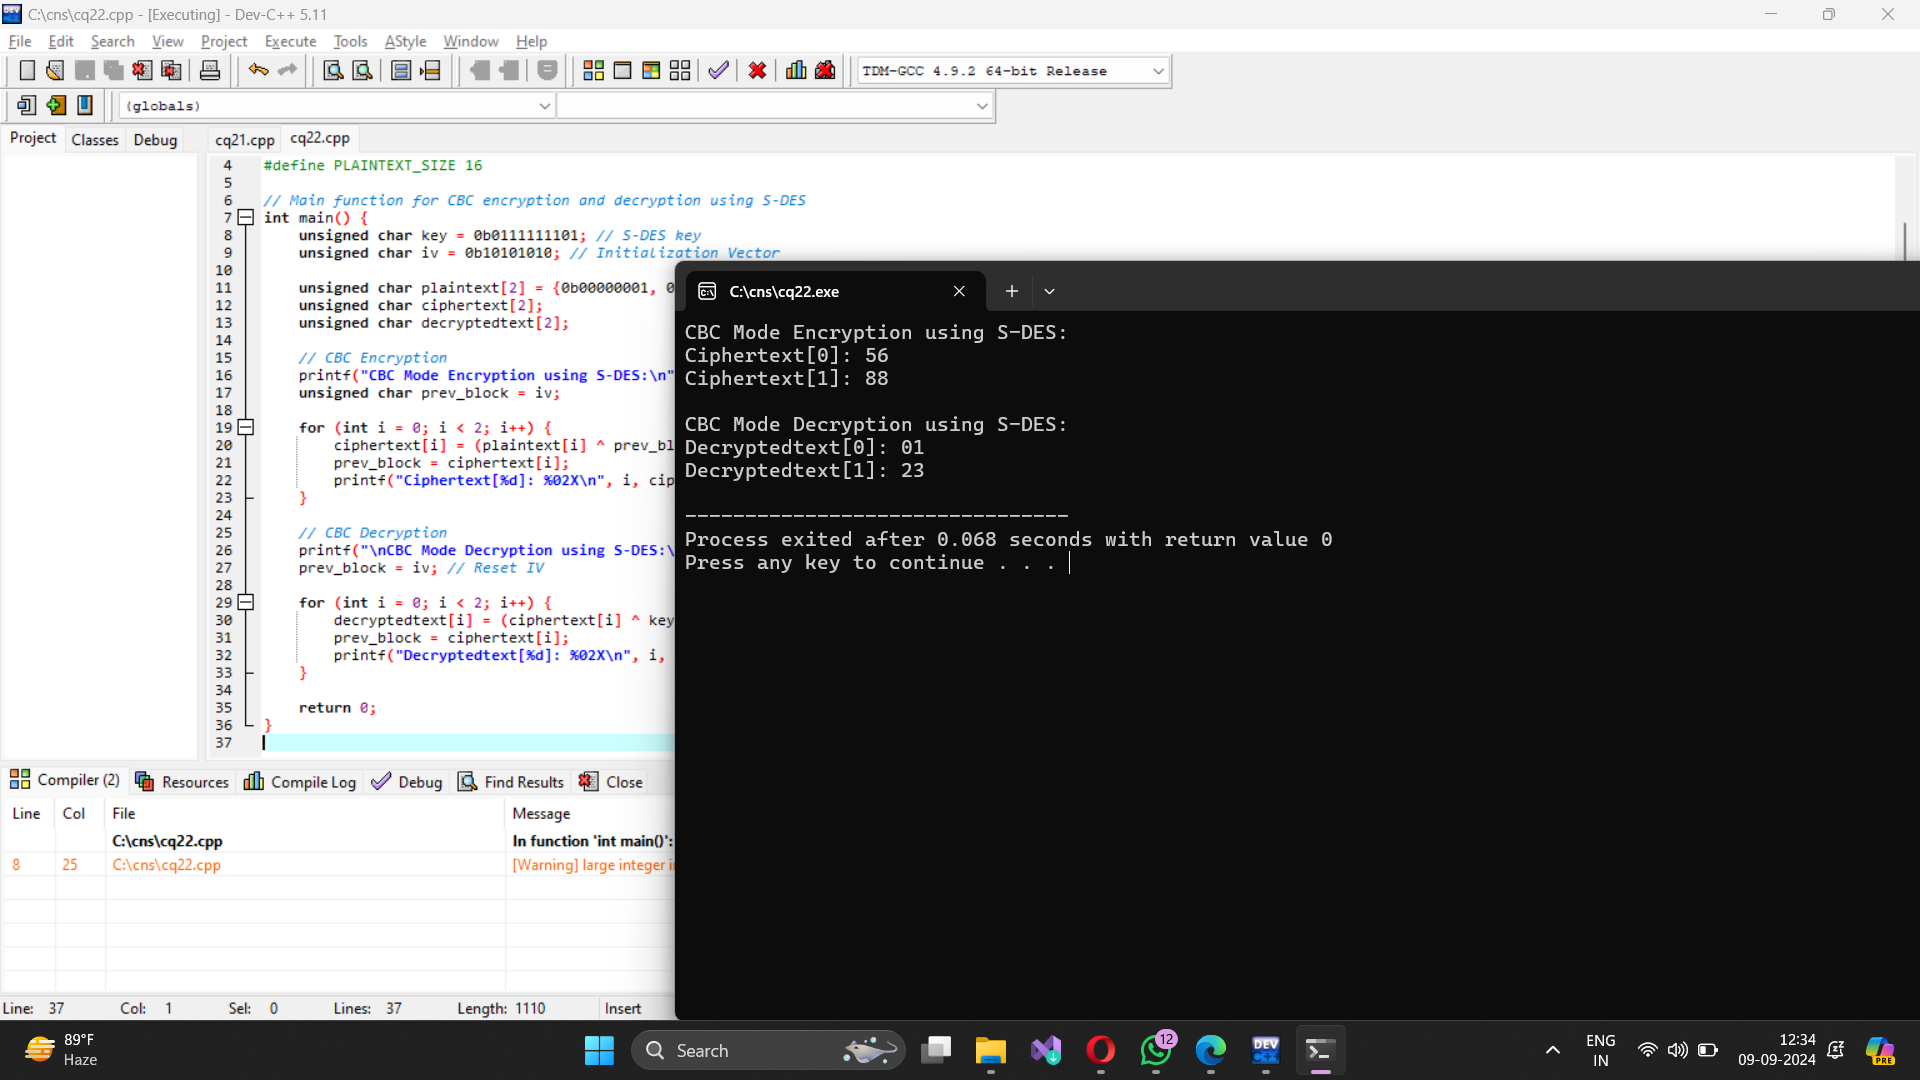 C:\cns\cq22.cpp - [Executing] - Dev-C++ 5.11
File Edit Search View Project Execute Tools AStyle Window Help
TDM-GCC 4.9.2 64-bit Release
(globals)
Project Classes Debug
cq21.cpp cq22.cpp
4 #define PLAINTEXT_SIZE 16
5
6 // Main function for CBC encryption and decryption using S-DES
7 int main() {
8 unsigned char key = 0b0111111101; // S-DES key
9 unsigned char iv = 0b10101010; // Initialization Vector
10
11 unsigned char plaintext[2] = {0b00000001, 0
12 unsigned char ciphertext[2];
13 unsigned char decryptedtext[2];
14
15 // CBC Encryption
16 printf("CBC Mode Encryption using S-DES:\n"
17 unsigned char prev_block = iv;
18
19 for (int i = 0; i < 2; i++) {
20 ciphertext[i] = (plaintext[i] ^ prev_bl
21 prev_block = ciphertext[i];
22 printf("Ciphertext[%d]: %02X\n", i, cip
23 }
24
25 // CBC Decryption
26 printf("\nCBC Mode Decryption using S-DES:\
27 prev_block = iv; // Reset IV
28
29 for (int i = 0; i < 2; i++) {
30 decryptedtext[i] = (ciphertext[i] ^ key
31 prev_block = ciphertext[i];
32 printf("Decryptedtext[%d]: %02X\n", i,
33 }
34
35 return 0;
36 }
37
C:\cns\cq22.exe
CBC Mode Encryption using S-DES:
Ciphertext[0]: 56
Ciphertext[1]: 88
CBC Mode Decryption using S-DES:
Decryptedtext[0]: 01
Decryptedtext[1]: 23
--------------------------------
Process exited after 0.068 seconds with return value 0
Press any key to continue . . .
Compiler (2) Resources Compile Log Debug Find Results Close
Line Col File Message
C:\cns\cq22.cpp In function 'int main()':
8 25 C:\cns\cq22.cpp [Warning] large integer i
Line: 37 Col: 1 Sel: 0 Lines: 37 Length: 1110 Insert
89°F
Haze
Search
12
DEV
C++
ENG
IN
12:34
09-09-2024
PRE